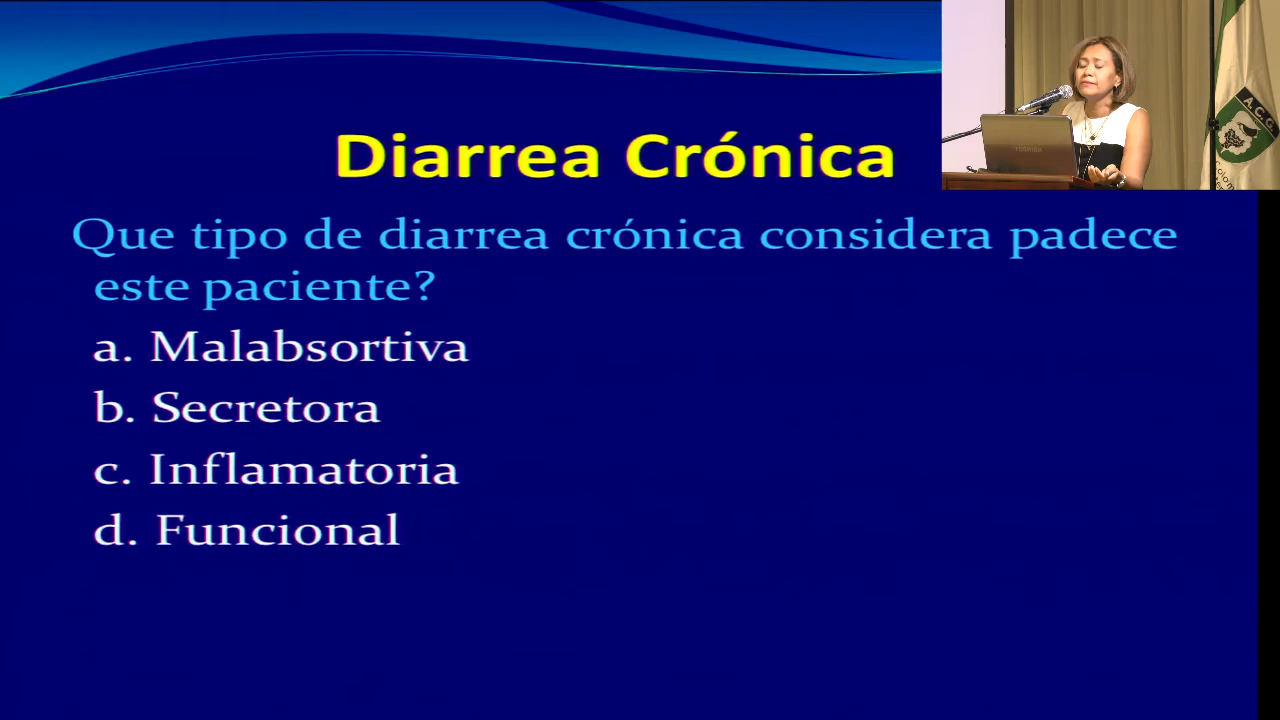 Diarrea Crónica
Que tipo de diarrea crónica considera padece
este paciente?
a. Malabsortiva
b. Secretora
c. Inflamatoria
d. Funcional
A.C.G